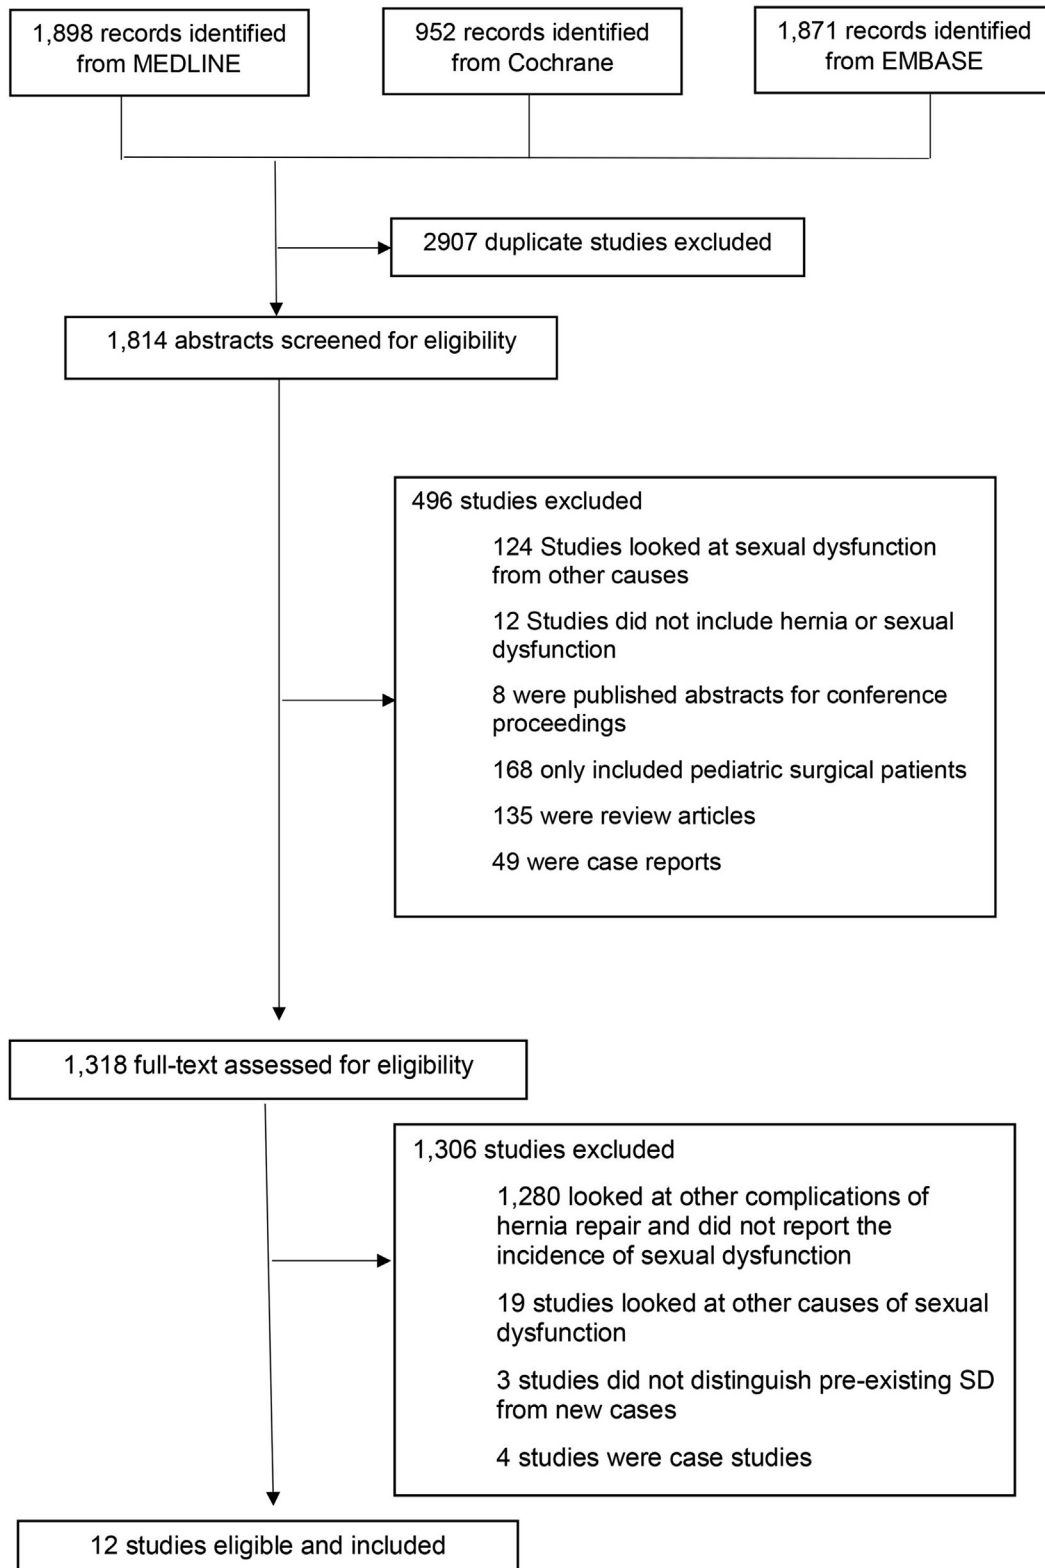 1,898 records identified
from MEDLINE
952 records identified
from Cochrane
1,871 records identified
from EMBASE
2907 duplicate studies excluded
1,814 abstracts screened for eligibility
496 studies excluded
124 Studies looked at sexual dysfunction
from other causes
12 Studies did not include hernia or sexual
dysfunction
8 were published abstracts for conference
proceedings
168 only included pediatric surgical patients
135 were review articles
49 were case reports
1,318 full-text assessed for eligibility
1,306 studies excluded
1,280 looked at other complications of
hernia repair and did not report the
incidence of sexual dysfunction
19 studies looked at other causes of sexual
dysfunction
3 studies did not distinguish pre-existing SD
from new cases
4 studies were case studies
12 studies eligible and included